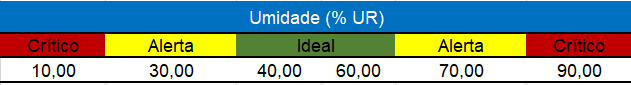 Umidade (% UR)
Crítico Alerta Ideal Alerta Crítico
10,00 30,00 40,00 60,00 70,00 90,00